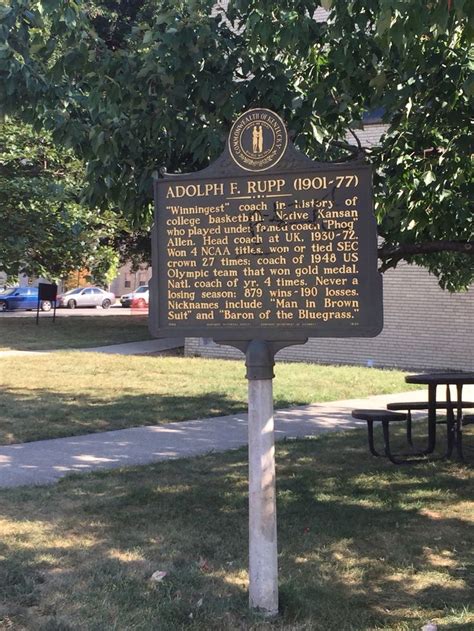 COMMONWEALTH OF KENTUCKY
ADOLPH F. RUPP (1901-77)
"Winningest" coach in history of
college basketball. Native Kansan
who played under famed coach "Phog"
Allen. Head coach at UK, 1930-72.
Won 4 NCAA titles, won or tied SEC
crown 27 times; coach of 1948 US
Olympic team that won gold medal.
Natl. coach of yr. 4 times. Never a
losing season: 879 wins-190 losses.
Nicknames include "Man in Brown
Suit" and "Baron of the Bluegrass."